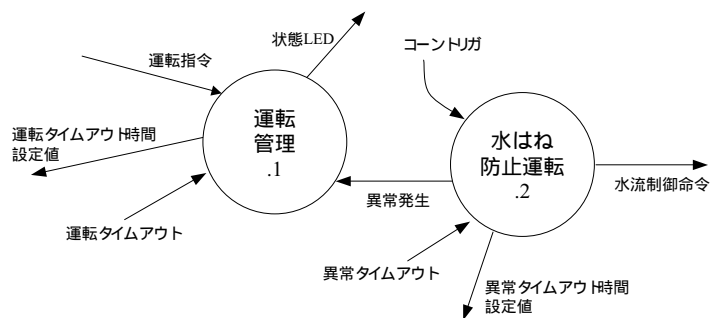 状態LED
コーントリガ
運転指令
運転タイムアウト時間
設定値
運転
管理
.1
水はね
防止運転
.2
水流制御命令
異常発生
運転タイムアウト
異常タイムアウト
異常タイムアウト時間
設定値